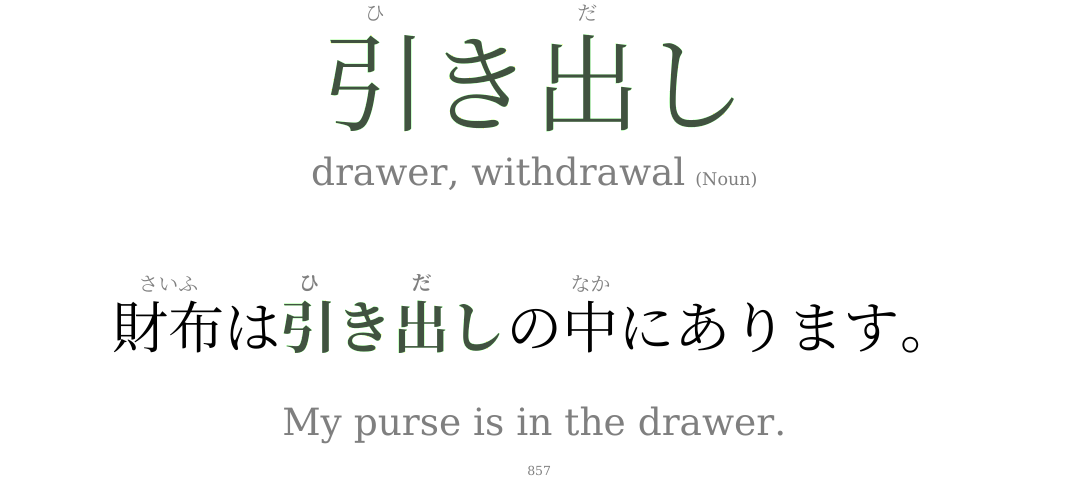 ひ だ
引き出し
drawer, withdrawal (Noun)
さいふ ひ だ なか
財布は引き出しの中にあります。
My purse is in the drawer.
857